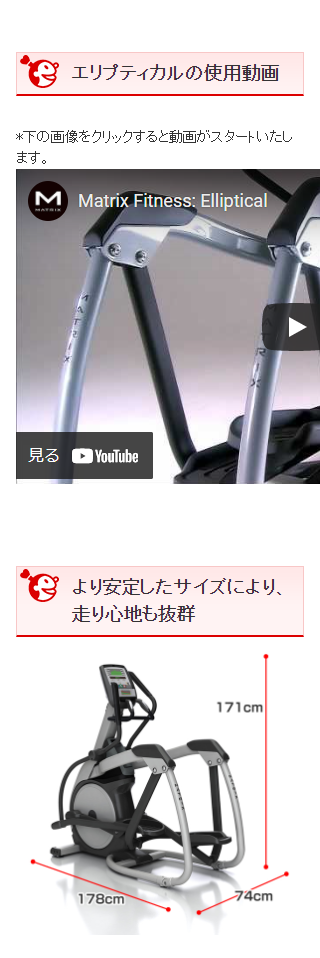 エリプティカルの使用動画
*下の画像をクリックすると動画がスタートいたし
ます。
M
MATRIX
Matrix Fitness: Elliptical
MATRIX
MATRIX
見る YouTube
より安定したサイズにより、
走り心地も抜群
171cm
178cm
74cm